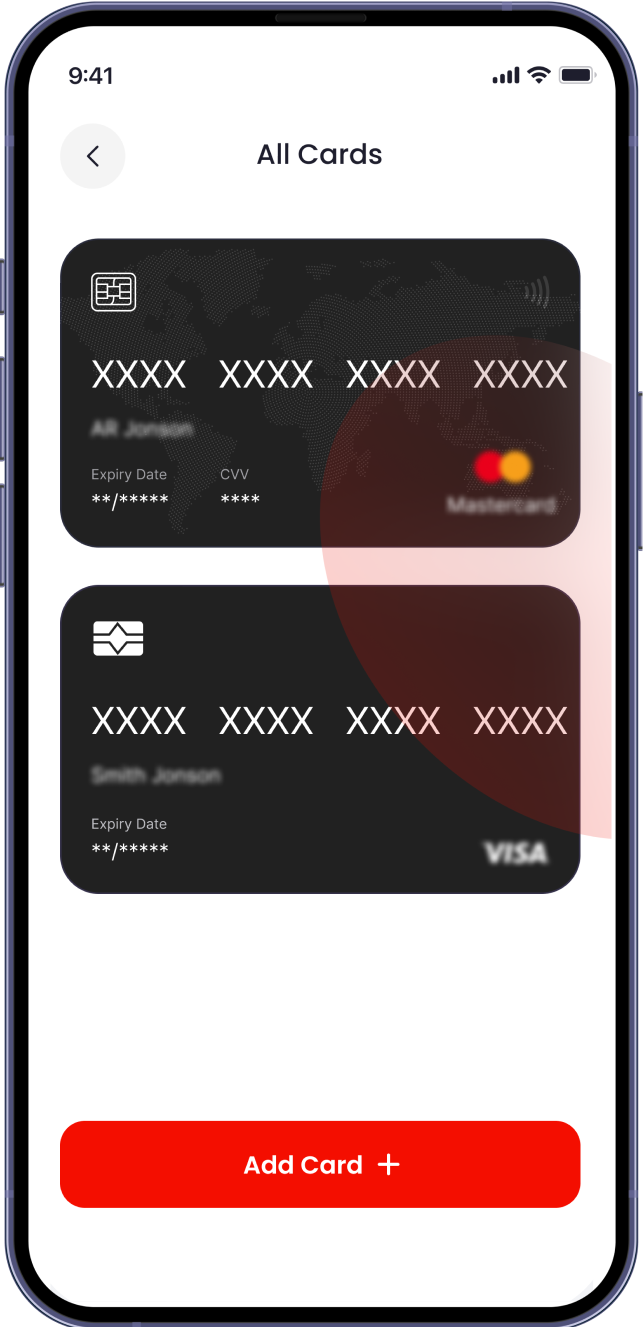 9:41
All Cards
XXXX XXXX XXXX XXXX
AR Jonson
Expiry Date CVV
**/***** ****
Mastercard
XXXX XXXX XXXX XXXX
Smith Jonson
Expiry Date
**/*****
VISA
Add Card +